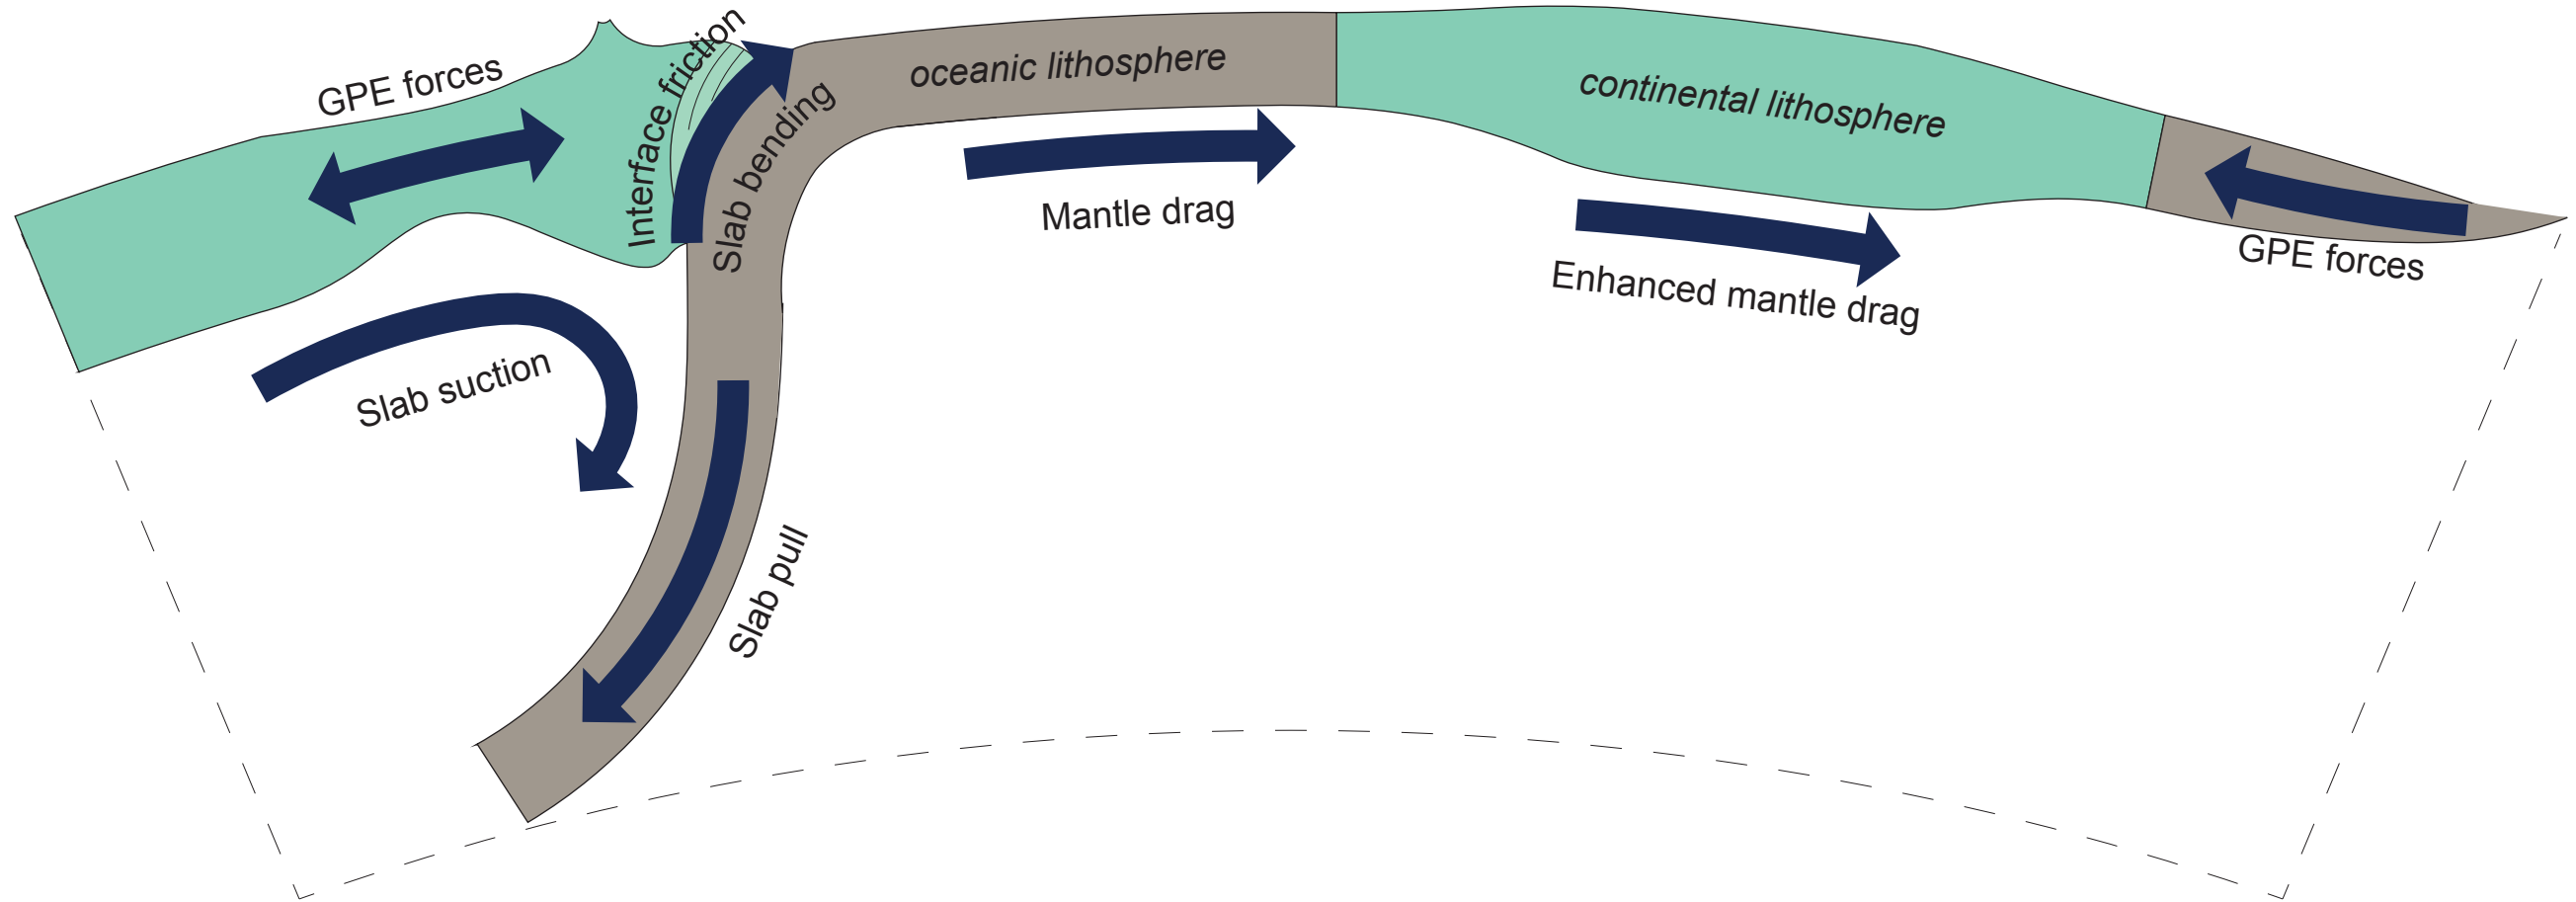 GPE forces
Interface friction
Slab bending
oceanic lithosphere
continental lithosphere
Mantle drag
Enhanced mantle drag
GPE forces
Slab suction
Slab pull